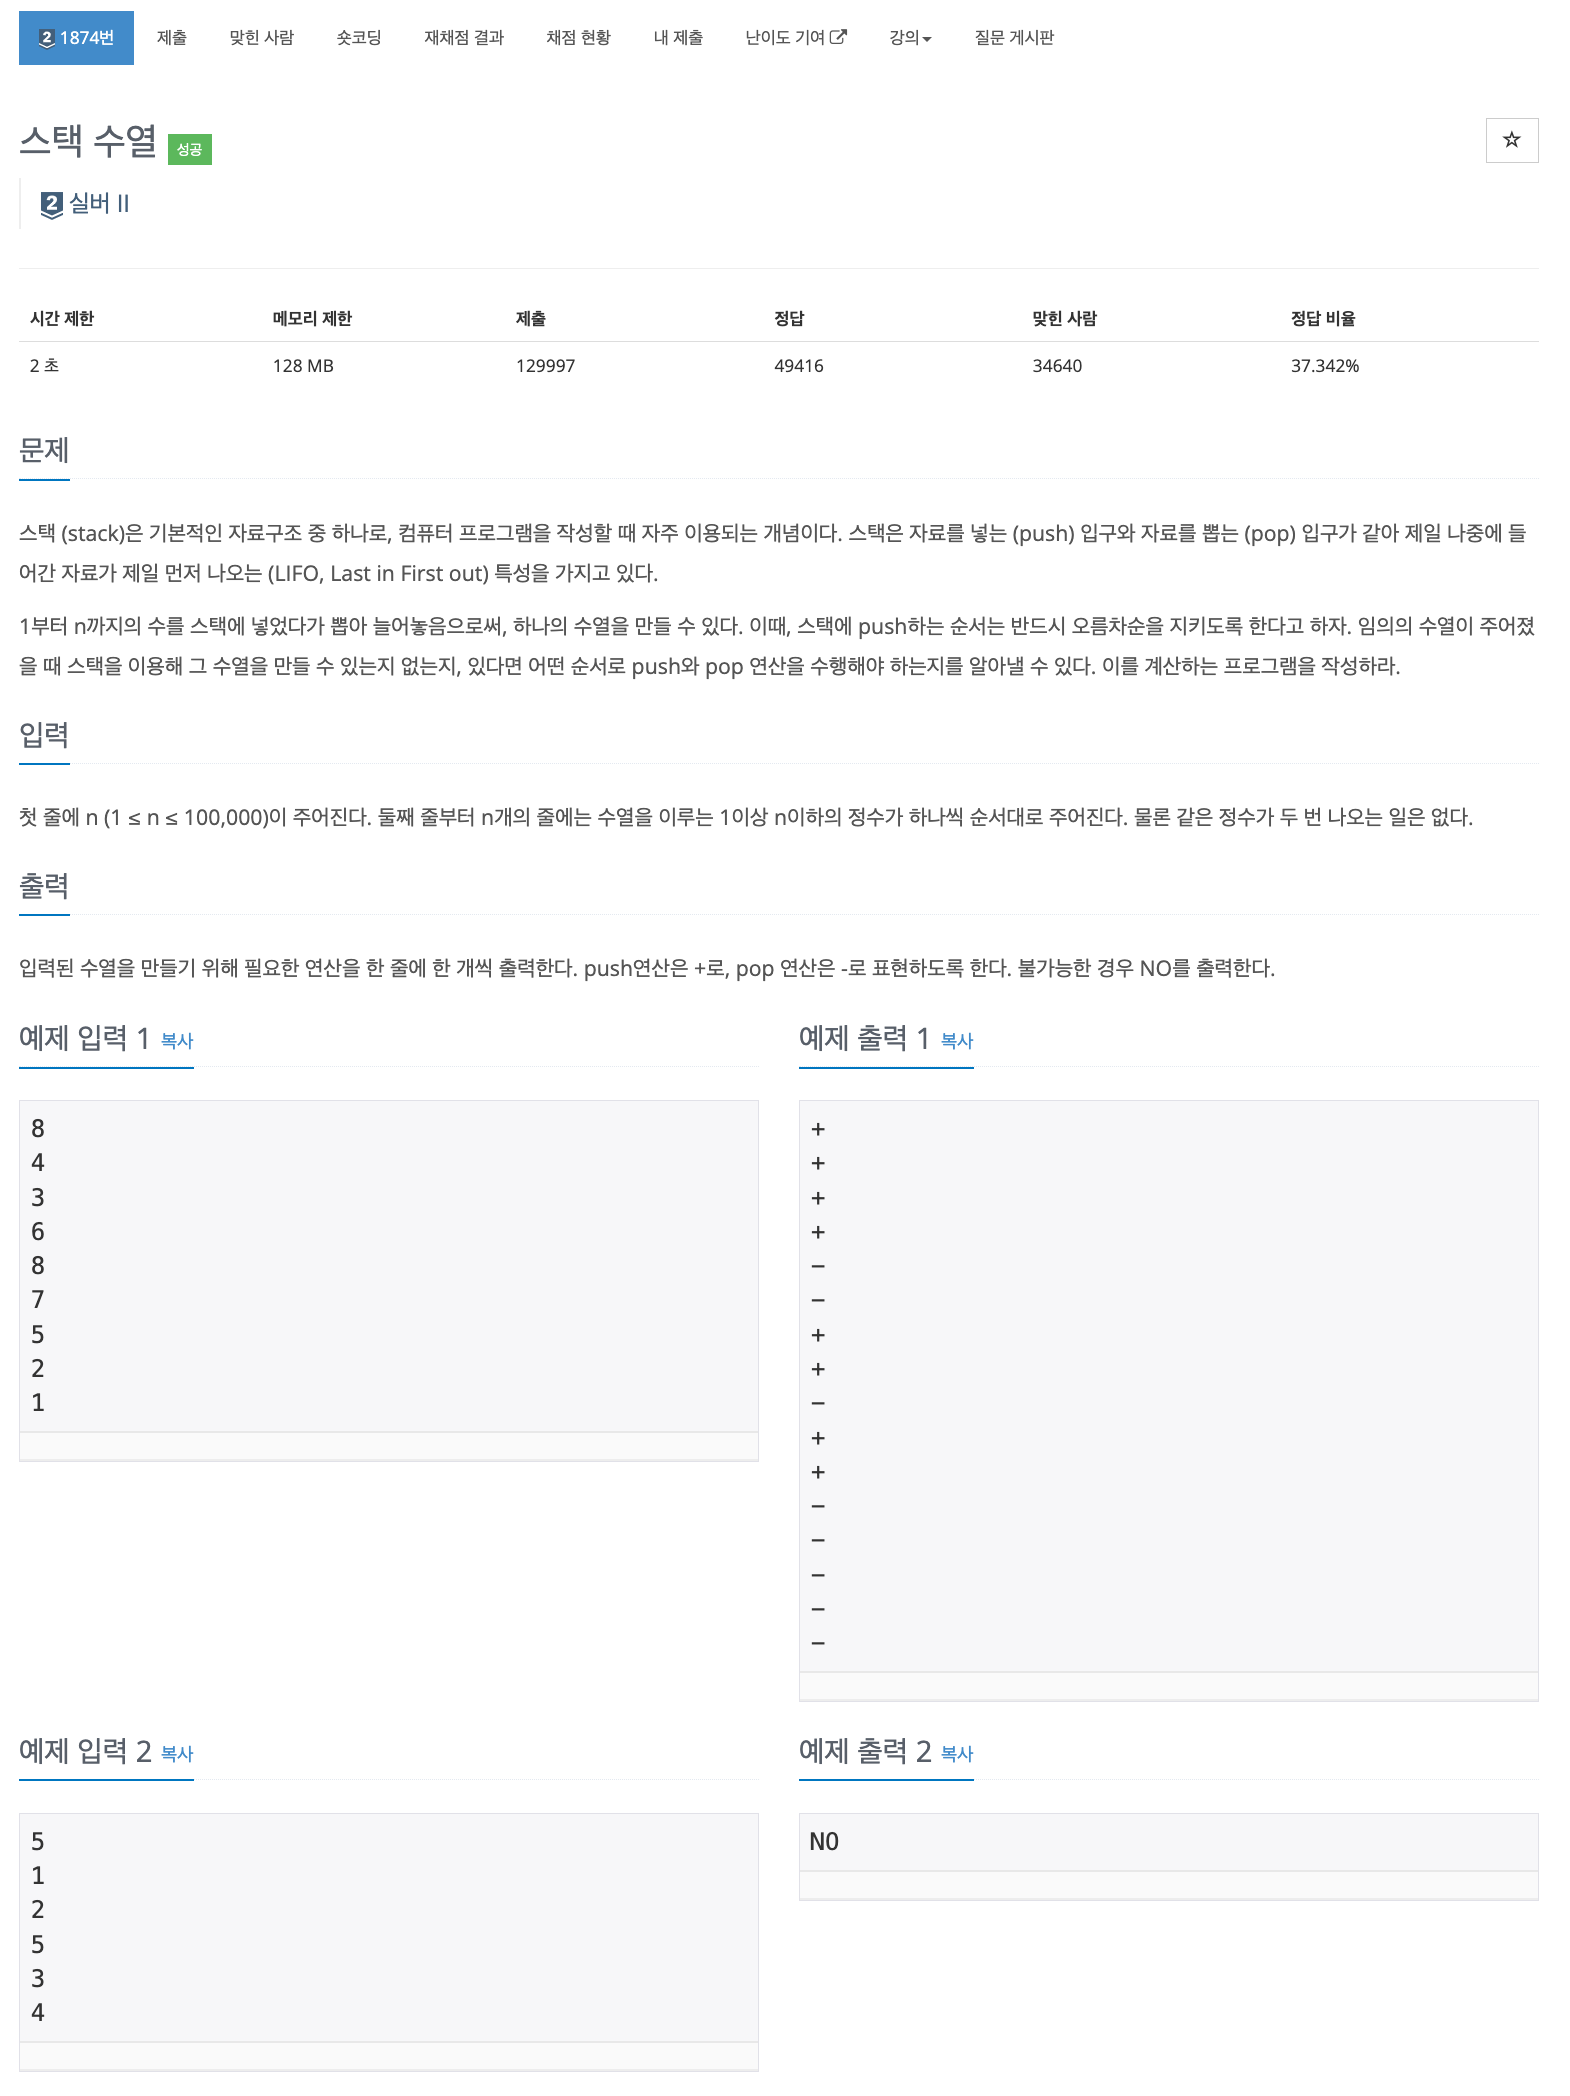 2 1874번 제출 맞힌 사람 숏코딩 재채점 결과 채점 현황 내 제출 난이도 기여 강의 질문 게시판
스택 수열 성공
☆
2 실버 II
시간 제한 메모리 제한 제출 정답 맞힌 사람 정답 비율
2 초 128 MB 129997 49416 34640 37.342%
문제
스택 (stack)은 기본적인 자료구조 중 하나로, 컴퓨터 프로그램을 작성할 때 자주 이용되는 개념이다. 스택은 자료를 넣는 (push) 입구와 자료를 뽑는 (pop) 입구가 같아 제일 나중에 들
어간 자료가 제일 먼저 나오는 (LIFO, Last in First out) 특성을 가지고 있다.
1부터 n까지의 수를 스택에 넣었다가 뽑아 늘어놓음으로써, 하나의 수열을 만들 수 있다. 이때, 스택에 push하는 순서는 반드시 오름차순을 지키도록 한다고 하자. 임의의 수열이 주어졌
을 때 스택을 이용해 그 수열을 만들 수 있는지 없는지, 있다면 어떤 순서로 push와 pop 연산을 수행해야 하는지를 알아낼 수 있다. 이를 계산하는 프로그램을 작성하라.
입력
첫 줄에 n (1 ≤ n ≤ 100,000)이 주어진다. 둘째 줄부터 n개의 줄에는 수열을 이루는 1이상 n이하의 정수가 하나씩 순서대로 주어진다. 물론 같은 정수가 두 번 나오는 일은 없다.
출력
입력된 수열을 만들기 위해 필요한 연산을 한 줄에 한 개씩 출력한다. push연산은 +로, pop 연산은 -로 표현하도록 한다. 불가능한 경우 NO를 출력한다.
예제 입력 1 복사
8
4
3
6
8
7
5
2
1
예제 출력 1 복사
+
+
+
+
-
-
+
+
-
+
+
-
-
-
-
-
예제 입력 2 복사
5
1
2
5
3
4
예제 출력 2 복사
NO